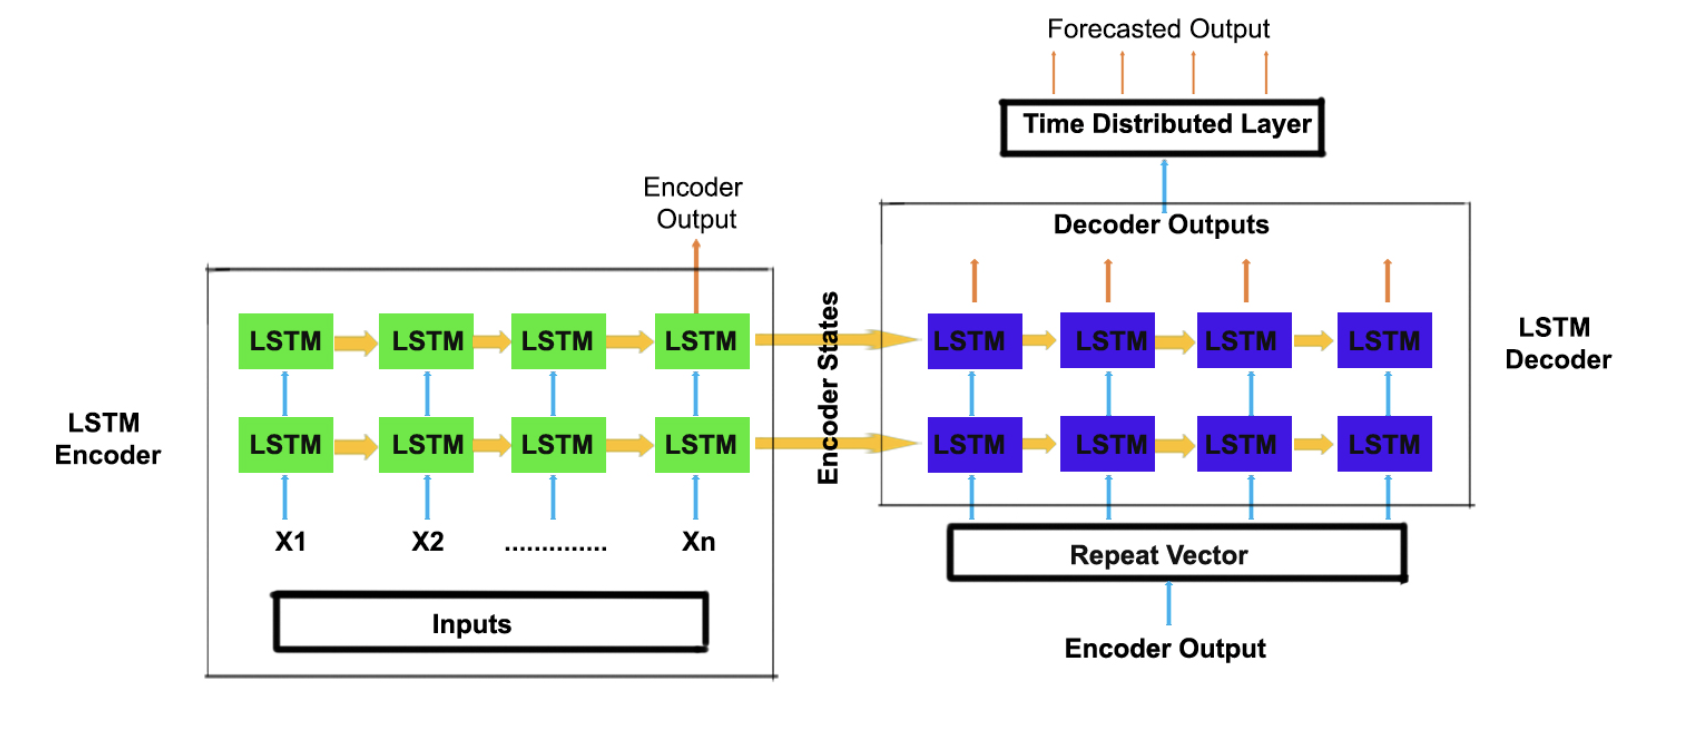 Forecasted Output
Time Distributed Layer
Encoder
Output
Decoder Outputs
LSTM LSTM LSTM LSTM
Encoder States
LSTM LSTM LSTM LSTM
LSTM
Decoder
LSTM
Encoder
LSTM LSTM LSTM LSTM
LSTM LSTM LSTM LSTM
X1 X2 .............. Xn
Repeat Vector
Inputs
Encoder Output